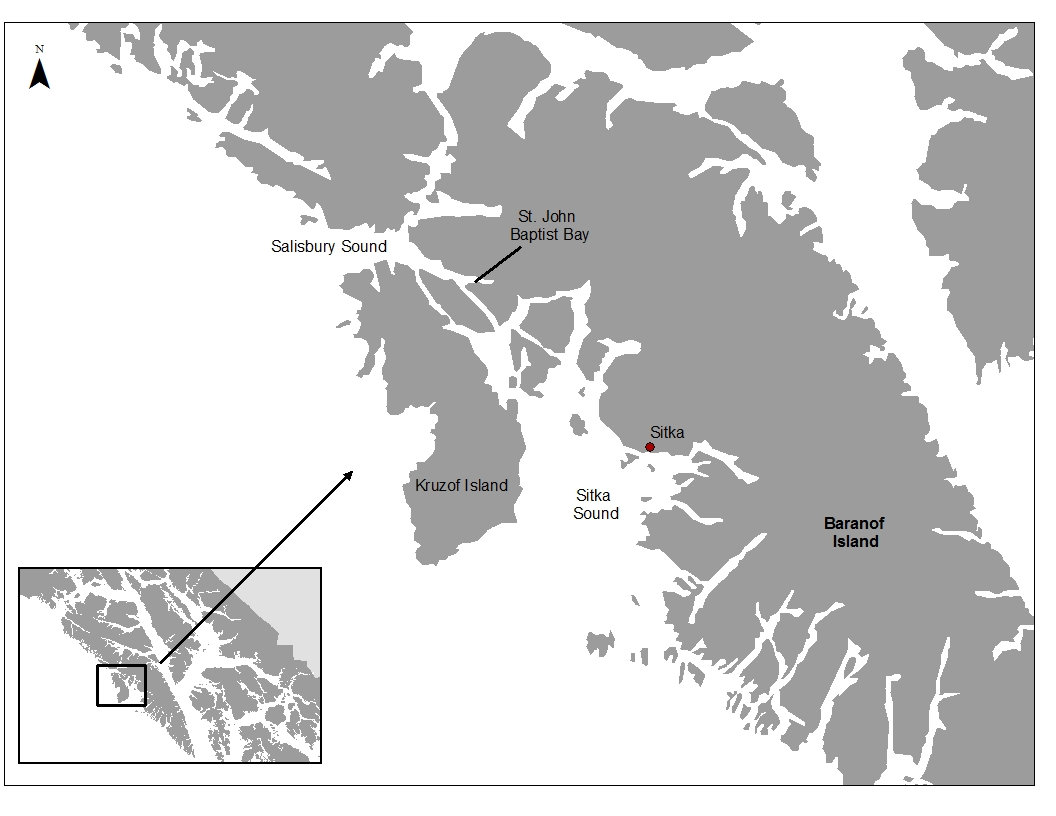 N
St. John
Baptist Bay
Salisbury Sound
Sitka
Kruzof Island
Sitka
Sound
Baranof
Island